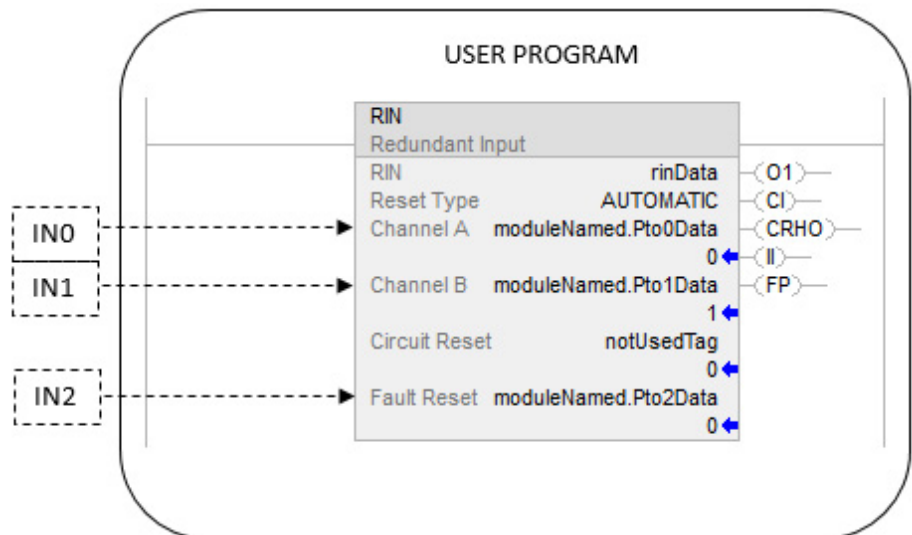 USER PROGRAM
RIN
Redundant Input
RIN rinData (O1)
Reset Type AUTOMATIC (CI)
IN0 Channel A moduleNamed.Pto0Data (CRHO)
0 (II)
IN1 Channel B moduleNamed.Pto1Data (FP)
1
Circuit Reset notUsedTag
0
IN2 Fault Reset moduleNamed.Pto2Data
0